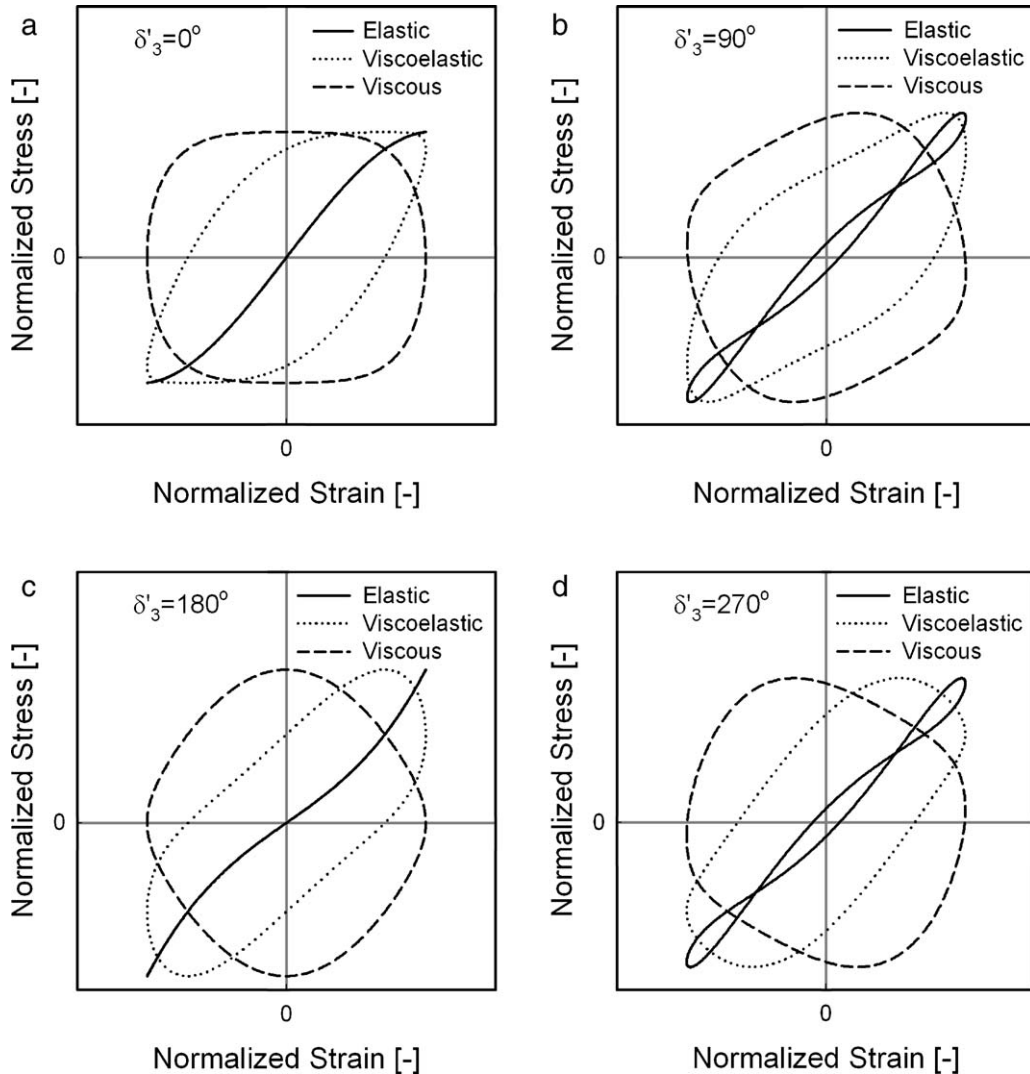 a
δ'₃=0°
Elastic
Viscoelastic
Viscous
Normalized Stress [-]
0
0
Normalized Strain [-]
b
δ'₃=90°
Elastic
Viscoelastic
Viscous
Normalized Stress [-]
0
0
Normalized Strain [-]
c
δ'₃=180°
Elastic
Viscoelastic
Viscous
Normalized Stress [-]
0
0
Normalized Strain [-]
d
δ'₃=270°
Elastic
Viscoelastic
Viscous
Normalized Stress [-]
0
0
Normalized Strain [-]